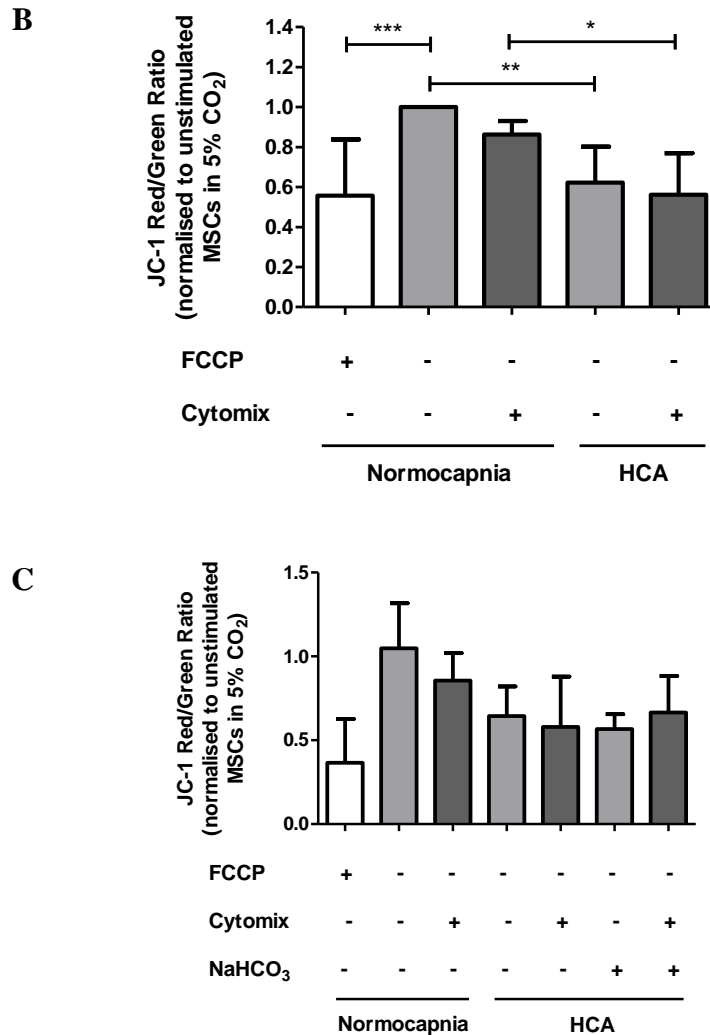 B
JC-1 Red/Green Ratio
(normalised to unstimulated
MSCs in 5% CO₂)
1.4
1.2
1.0
0.8
0.6
0.4
0.2
0.0
***
**
*
FCCP + - - - -
Cytomix - - + - +
Normocapnia HCA
C
JC-1 Red/Green Ratio
(normalised to unstimulated
MSCs in 5% CO₂)
1.5
1.0
0.5
0.0
FCCP + - - - - - -
Cytomix - - + - + - +
NaHCO₃ - - - - - + +
Normocapnia HCA